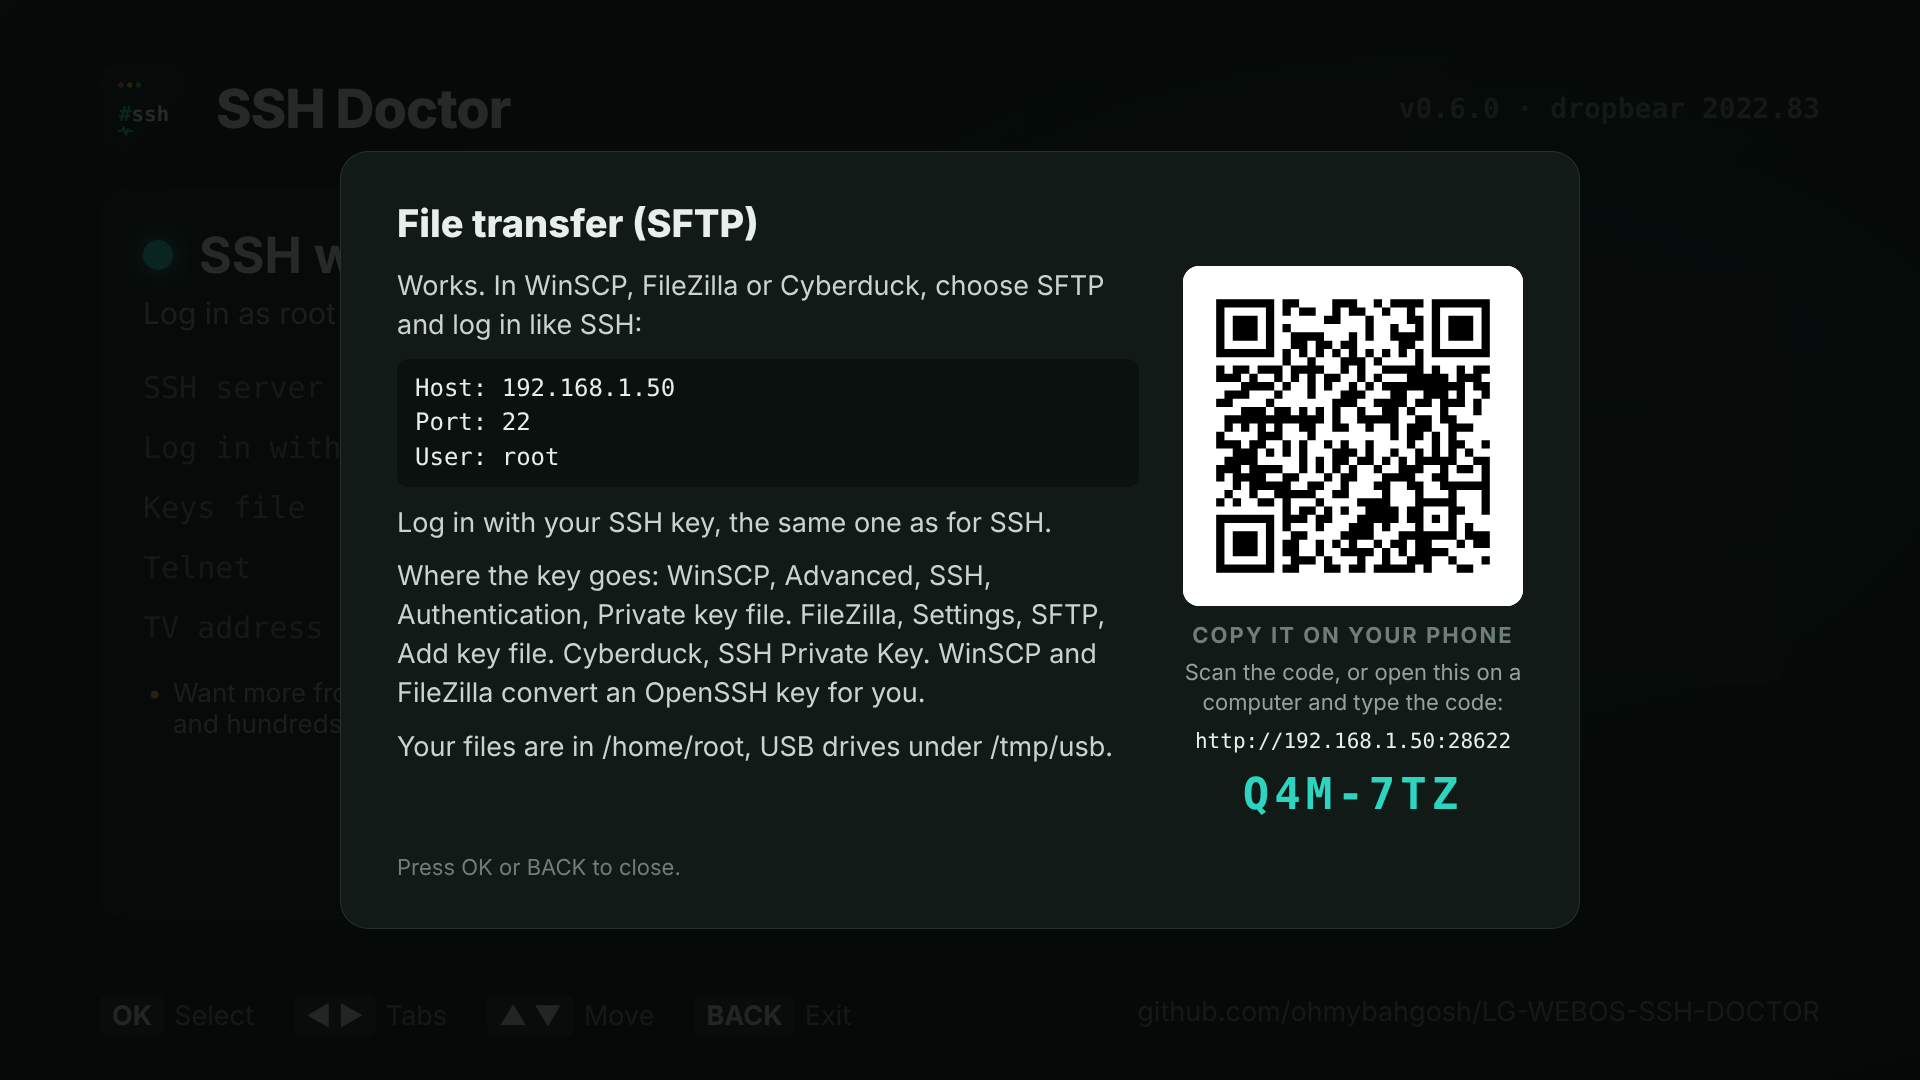 #ssh
SSH Doctor
v0.6.0 · dropbear 2022.83
SSH w
Log in as root
SSH server
Log in with
Keys file
Telnet
TV address
Want more fro
and hundreds
File transfer (SFTP)
Works. In WinSCP, FileZilla or Cyberduck, choose SFTP
and log in like SSH:
Host: 192.168.1.50
Port: 22
User: root
Log in with your SSH key, the same one as for SSH.
Where the key goes: WinSCP, Advanced, SSH,
Authentication, Private key file. FileZilla, Settings, SFTP,
Add key file. Cyberduck, SSH Private Key. WinSCP and
FileZilla convert an OpenSSH key for you.
Your files are in /home/root, USB drives under /tmp/usb.
Press OK or BACK to close.
COPY IT ON YOUR PHONE
Scan the code, or open this on a
computer and type the code:
http://192.168.1.50:28622
Q4M-7TZ
OK Select ◀ ▶ Tabs ▲ ▼ Move BACK Exit
github.com/ohmybahgosh/LG-WEBOS-SSH-DOCTOR